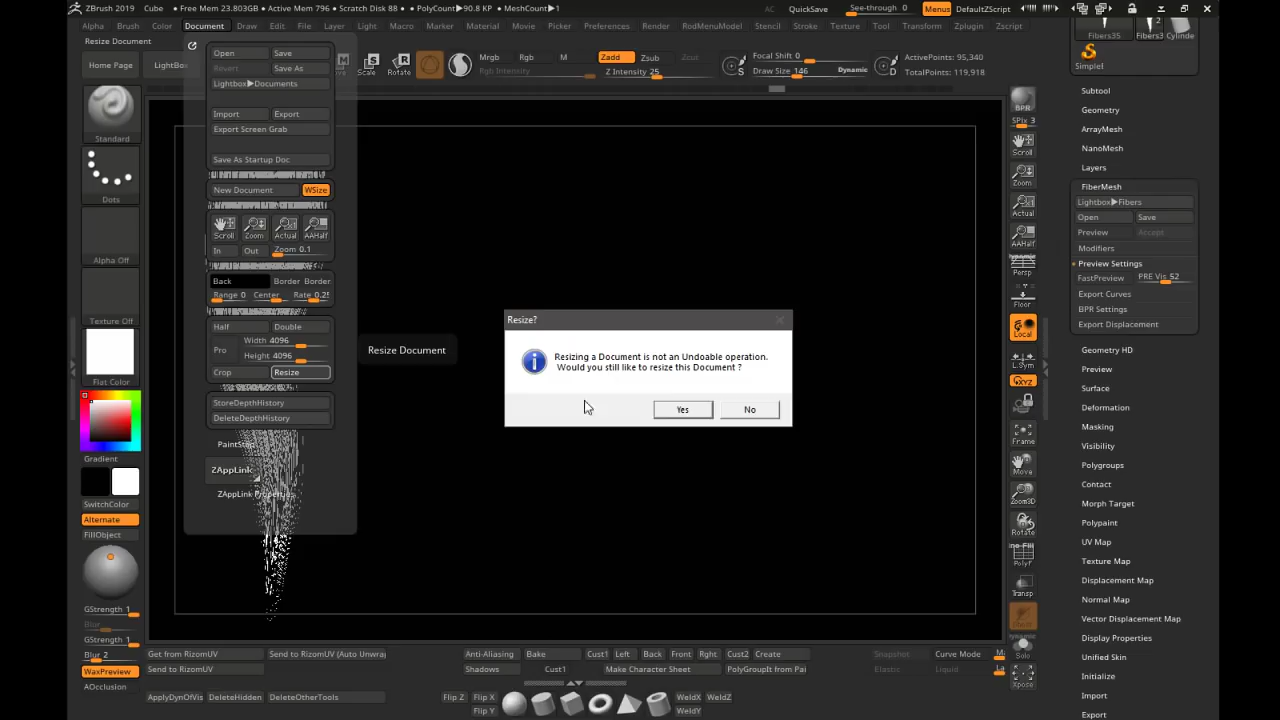 ZBrush 2019 Cube • Free Mem 23.803GB • Active Mem 796 • Scratch Disk 88 • PolyCount▶90.8 KP • MeshCount▶1 AC QuickSave See-through 0 Menus DefaultZScript
Alpha Brush Color Document Draw Edit File Layer Light Macro Marker Material Movie Picker Preferences Render RodMenuModel Stencil Stroke Texture Tool Transform Zplugin Zscript
Resize Document
Home Page
LightBox
Open Save
Revert Save As
Lightbox▶Documents
Import Export
Export Screen Grab
Save As Startup Doc
New Document WSize
Scroll Zoom Actual AAHalf
In Out Zoom 0.1
Back Border Border
Range 0 Center Rate 0.25
Half Double
Pro Width 4096
Height 4096
Crop Resize
StoreDepthHistory
DeleteDepthHistory
ZAppLink
ZAppLink Properties
Resize Document
Scale Rotate
Mrgb Rgb M
Rgb Intensity
Zadd Zsub Zcut
Z Intensity 25
Focal Shift 0
Draw Size 146 Dynamic
S
D
ActivePoints: 95,340
TotalPoints: 119,918
Standard
Dots
Alpha Off
Texture Off
Flat Color
Gradient
SwitchColor
Alternate
FillObject
GStrength 1
Blur
GStrength 1
Blur 2
WaxPreview
AOcclusion
Resize?
Resizing a Document is not an Undoable operation.
Would you still like to resize this Document ?
Yes No
BPR
SPix 3
Scroll
Zoom
Actual
AAHalf
Dynamic
Persp
Floor
Local
L.Sym
XYZ
Frame
Move
Zoom3D
Rotate
PolyF
Transp
Ghost
Dynamic
Solo
Xpose
Fibers35 Fibers3 Cylinde
2
Simplel
Subtool
Geometry
ArrayMesh
NanoMesh
Layers
FiberMesh
Lightbox▶Fibers
Open Save
Preview Accept
Modifiers
Preview Settings
FastPreview PRE Vis 52
Export Curves
BPR Settings
Export Displacement
Geometry HD
Preview
Surface
Deformation
Masking
Visibility
Polygroups
Contact
Morph Target
Polypaint
UV Map
Texture Map
Displacement Map
Normal Map
Vector Displacement Map
Display Properties
Unified Skin
Initialize
Import
Export
Get from RizomUV Send to RizomUV (Auto Unwrap Anti-Aliasing Bake Cust1 Left Back Front Rght Cust2 Create Snapshot Curve Mode
Send to RizomUV Shadows Cust1 Make Character Sheet PolyGroupIt from Pai Elastic Liquid
ApplyDynOfVis DeleteHidden DeleteOtherTools Flip Z Flip X WeldX WeldZ
Flip Y WeldY